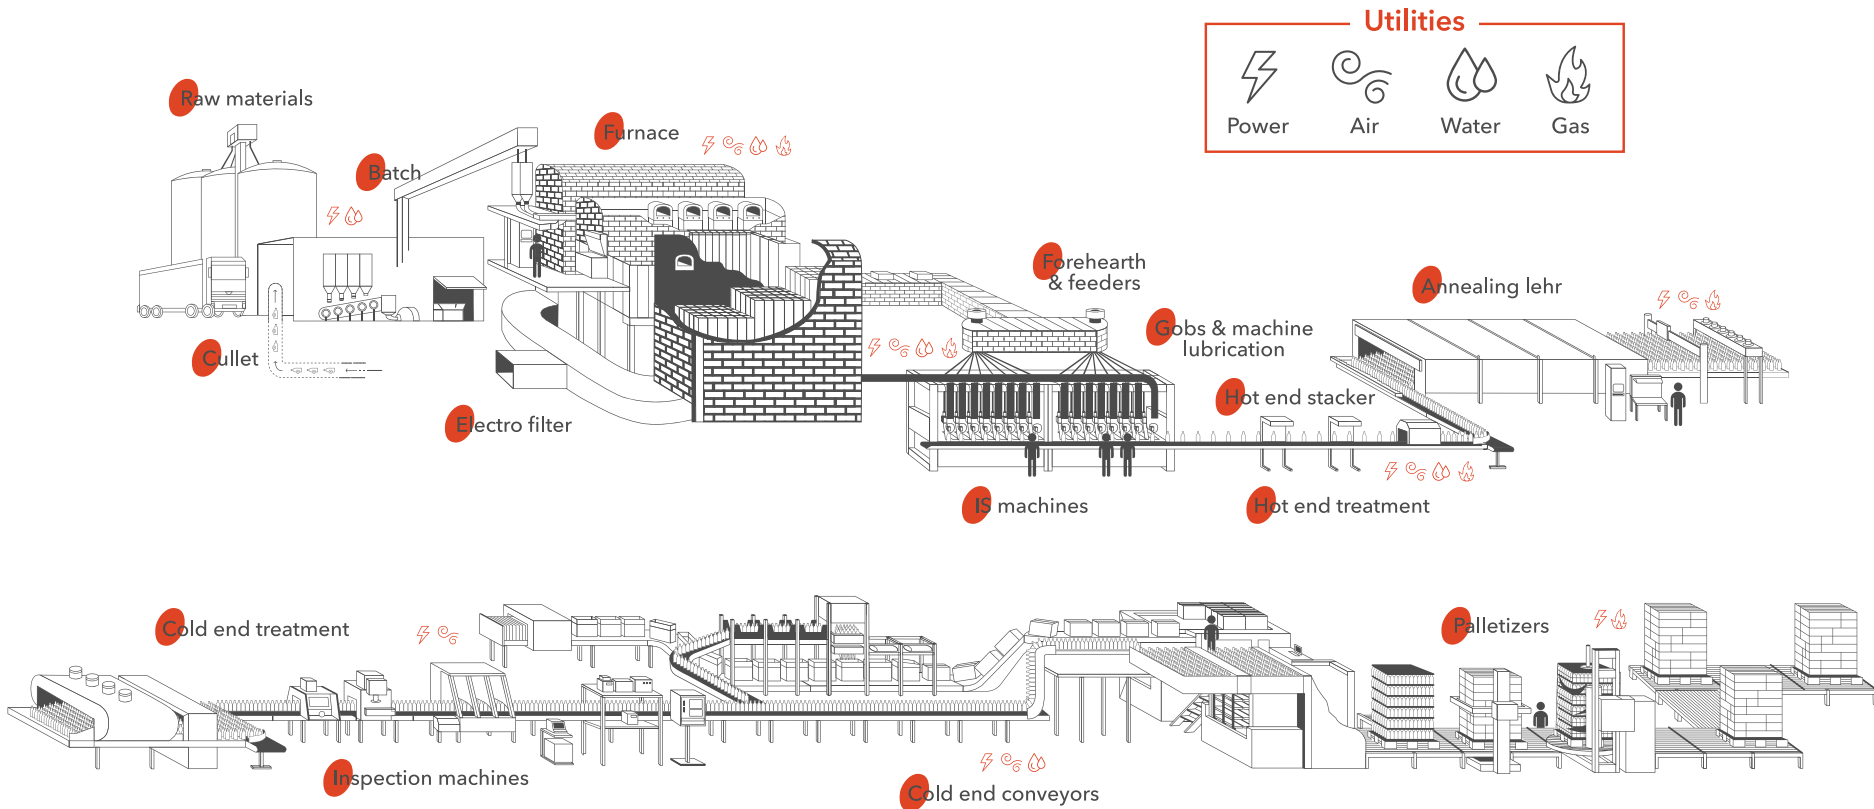 Utilities
Power
Air
Water
Gas
Raw materials
Batch
Furnace
Cullet
Electro filter
Forehearth
& feeders
Gobs & machine
lubrication
Hot end stacker
Annealing lehr
IS machines
Hot end treatment
Cold end treatment
Inspection machines
Cold end conveyors
Palletizers